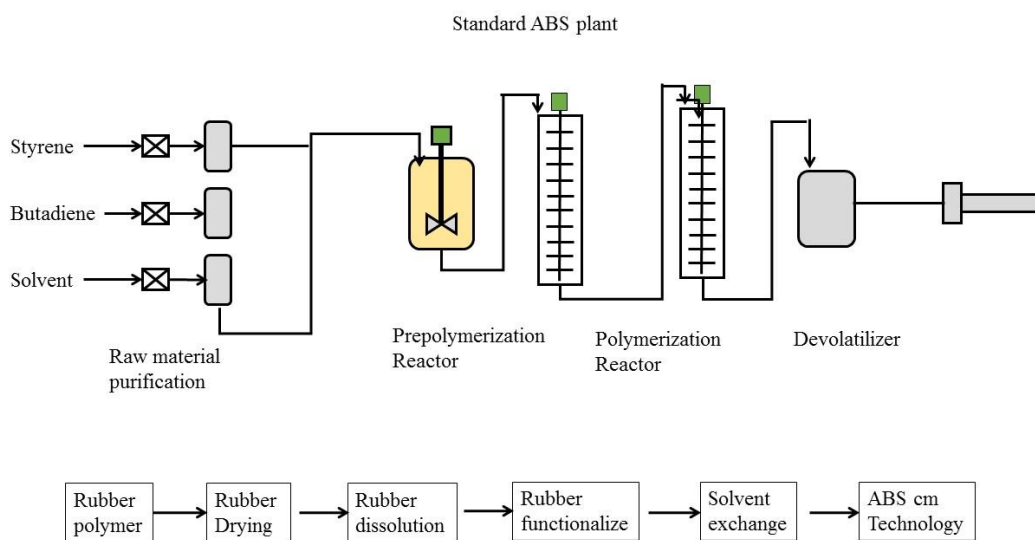 Standard ABS plant
Styrene
Butadiene
Solvent
Raw material
purification
Prepolymerization
Reactor
Polymerization
Reactor
Devolatilizer
Rubber
polymer
Rubber
Drying
Rubber
dissolution
Rubber
functionalize
Solvent
exchange
ABS cm
Technology